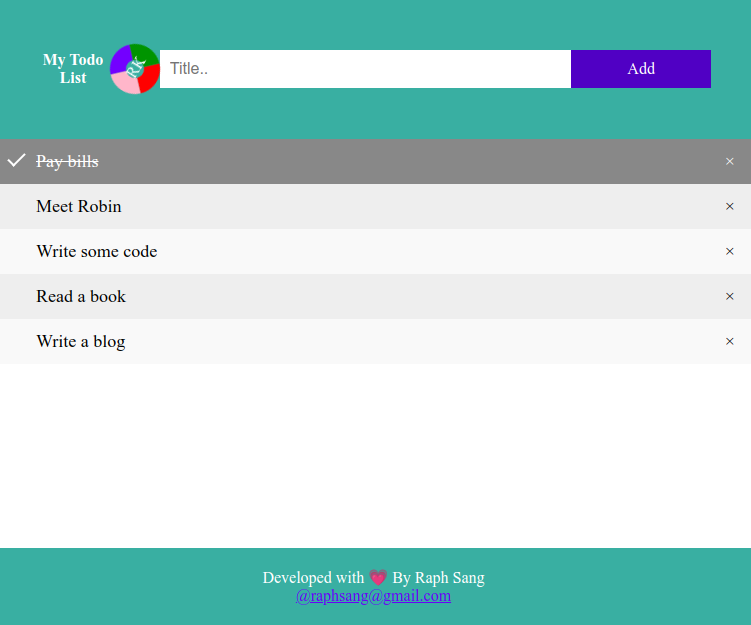 My Todo
List
RK
Title..
Add
Pay bills
×
Meet Robin
×
Write some code
×
Read a book
×
Write a blog
×
Developed with 💗 By Raph Sang
@raphsang@gmail.com